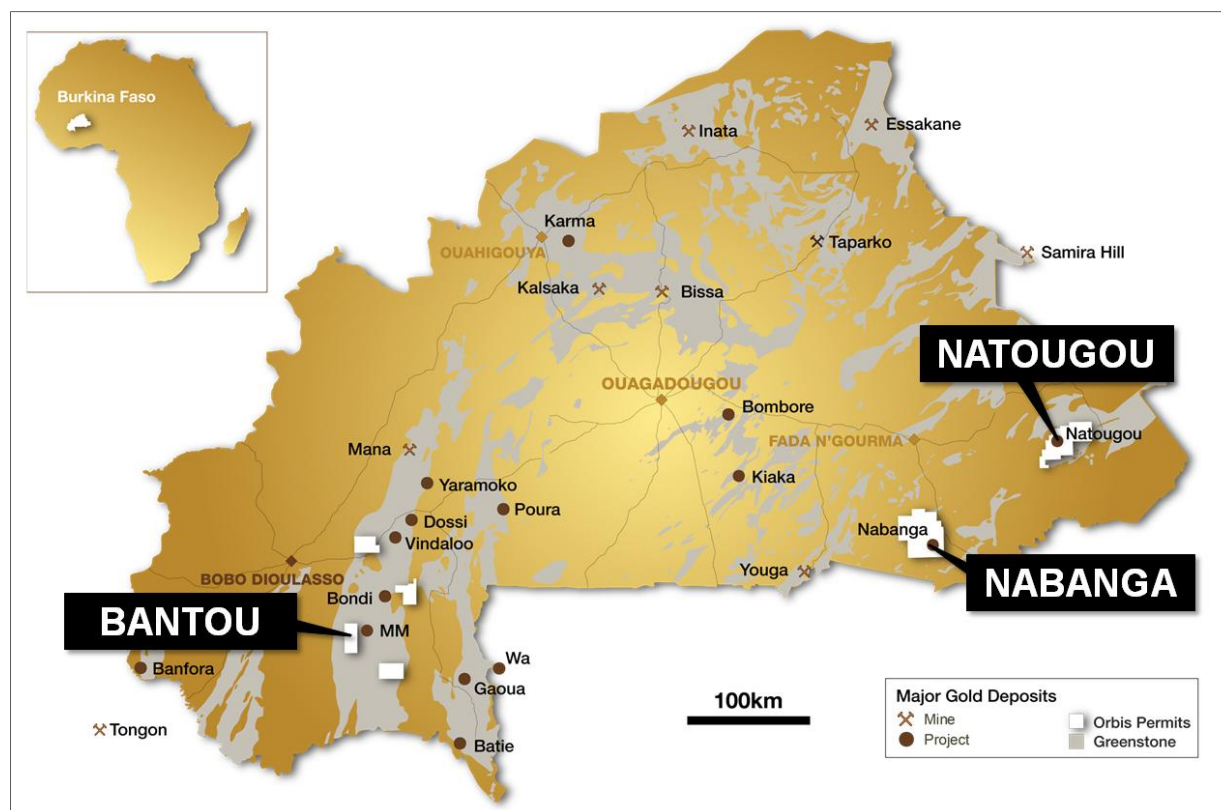 Burkina Faso
Inata
Essakane
Karma
OUAHIGOUYA
Taparko
Samira Hill
Kalsaka
Bissa
NATOUGOU
OUAGADOUGOU
Bombore
FADA N'GOURMA
Natougou
Mana
Yaramoko
Kiaka
Poura
Dossi
Vindaloo
Nabanga
BOBO DIOULASSO
Youga
NABANGA
Bondi
BANTOU
MM
Wa
Banfora
Gaoua
100km
Major Gold Deposits
Mine
Project
Orbis Permits
Greenstone
Tongon
Batie